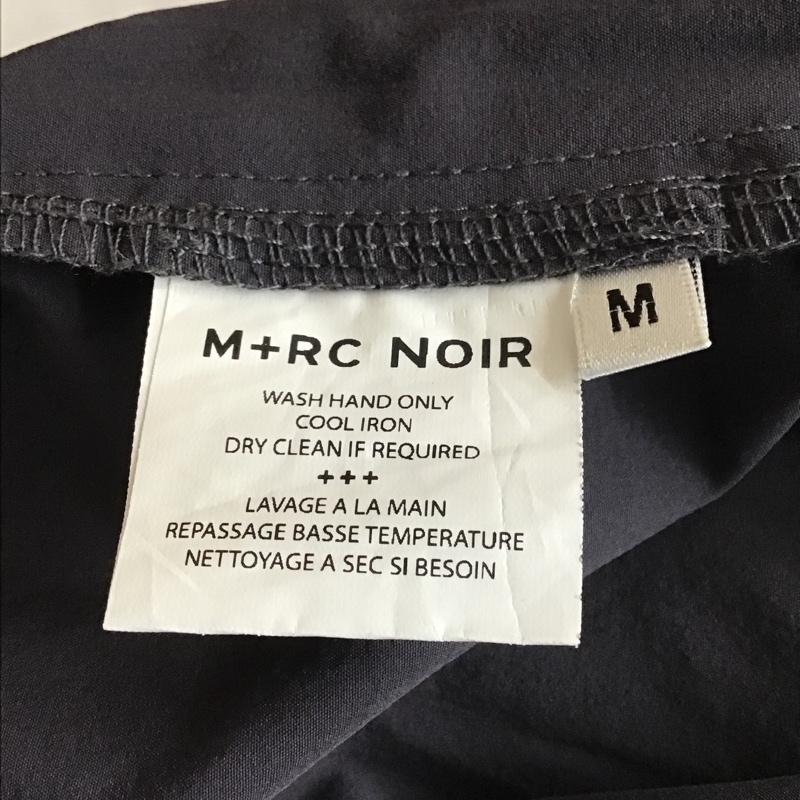 M+RC NOIR
M
WASH HAND ONLY
COOL IRON
DRY CLEAN IF REQUIRED
+++
LAVAGE A LA MAIN
REPASSAGE BASSE TEMPERATURE
NETTOYAGE A SEC SI BESOIN